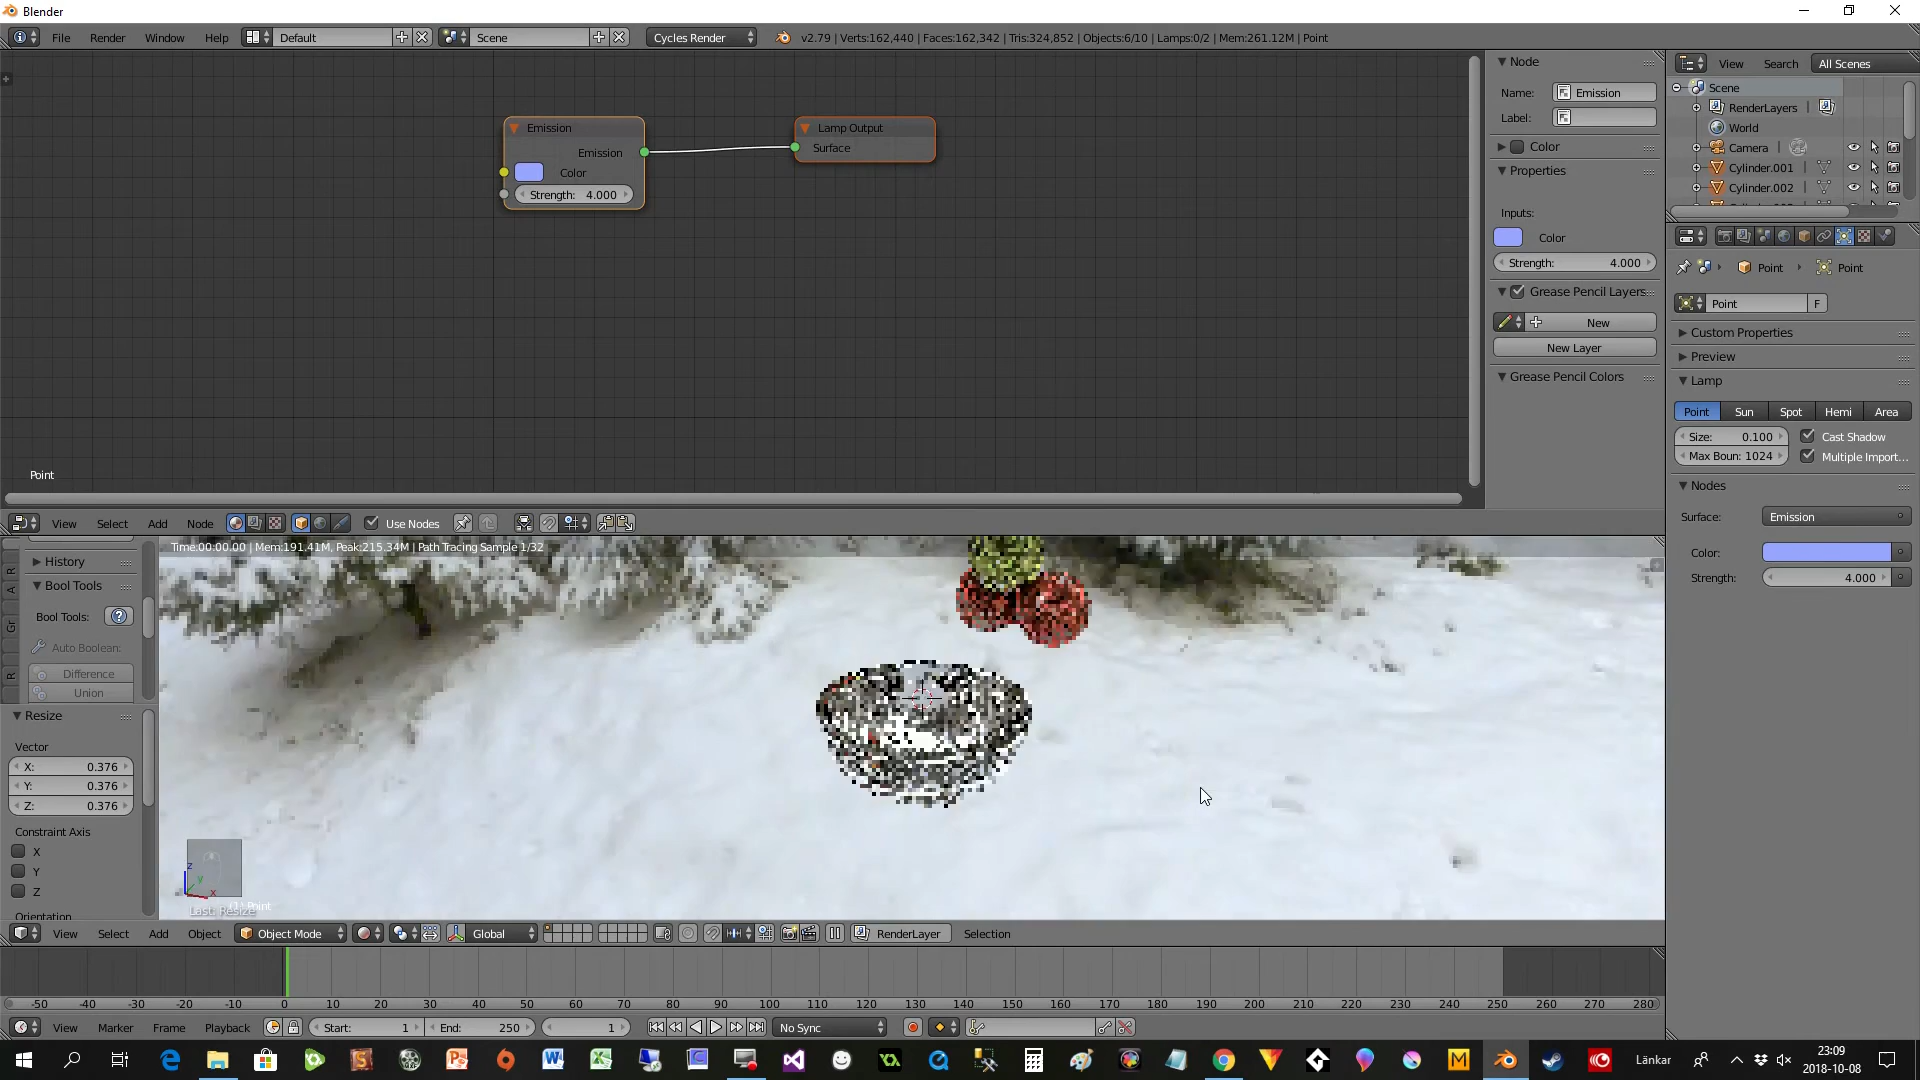 Blender
File Render Window Help Default Scene Cycles Render v2.79 | Verts:162,440 | Faces:162,342 | Tris:324,852 | Objects:6/10 | Lamps:0/2 | Mem:261.12M | Point
Emission
Emission
Color
Strength: 4.000
Lamp Output
Surface
Point
Node
Name: Emission
Label:
Color
Properties
Inputs:
Color
Strength: 4.000
Grease Pencil Layers
New
New Layer
Grease Pencil Colors
View Search All Scenes
Scene
RenderLayers
World
Camera
Cylinder.001
Cylinder.002
Point Point
Point F
Custom Properties
Preview
Lamp
Point Sun Spot Hemi Area
Size: 0.100 Cast Shadow
Max Boun: 1024 Multiple Import...
Nodes
Surface: Emission
Color:
Strength: 4.000
View Select Add Node Use Nodes
Time:00:00.00 | Mem:191.41M, Peak:215.34M | Path Tracing Sample 1/32
R
A
Gr
R
History
Bool Tools
Bool Tools:
Auto Boolean:
Difference
Union
Resize
Vector
X: 0.376
Y: 0.376
Z: 0.376
Constraint Axis
X
Y
Z
Orientation
z
y
x
(1) Point
Last: Resize
View Select Add Object Object Mode Global RenderLayer Selection
-50 -40 -30 -20 -10 0 10 20 30 40 50 60 70 80 90 100 110 120 130 140 150 160 170 180 190 200 210 220 230 240 250 260 270 280
View Marker Frame Playback Start: 1 End: 250 1 No Sync
Länkar 23:09
2018-10-08